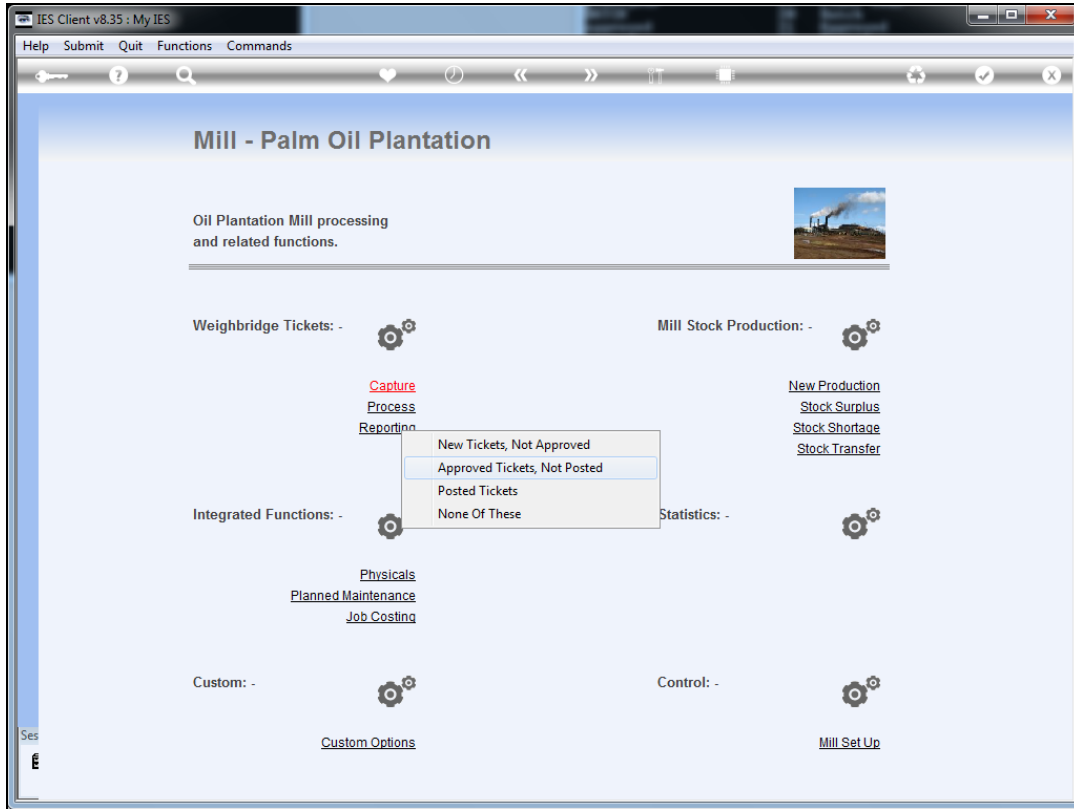 IES Client v8.35 : My IES
Help Submit Quit Functions Commands
Mill - Palm Oil Plantation
Oil Plantation Mill processing
and related functions.
Weighbridge Tickets: -
Mill Stock Production: -
Capture
Process
Reporting
New Production
Stock Surplus
Stock Shortage
Stock Transfer
New Tickets, Not Approved
Approved Tickets, Not Posted
Posted Tickets
None Of These
Integrated Functions: -
Statistics: -
Physicals
Planned Maintenance
Job Costing
Custom: -
Control: -
Custom Options
Mill Set Up
Ses